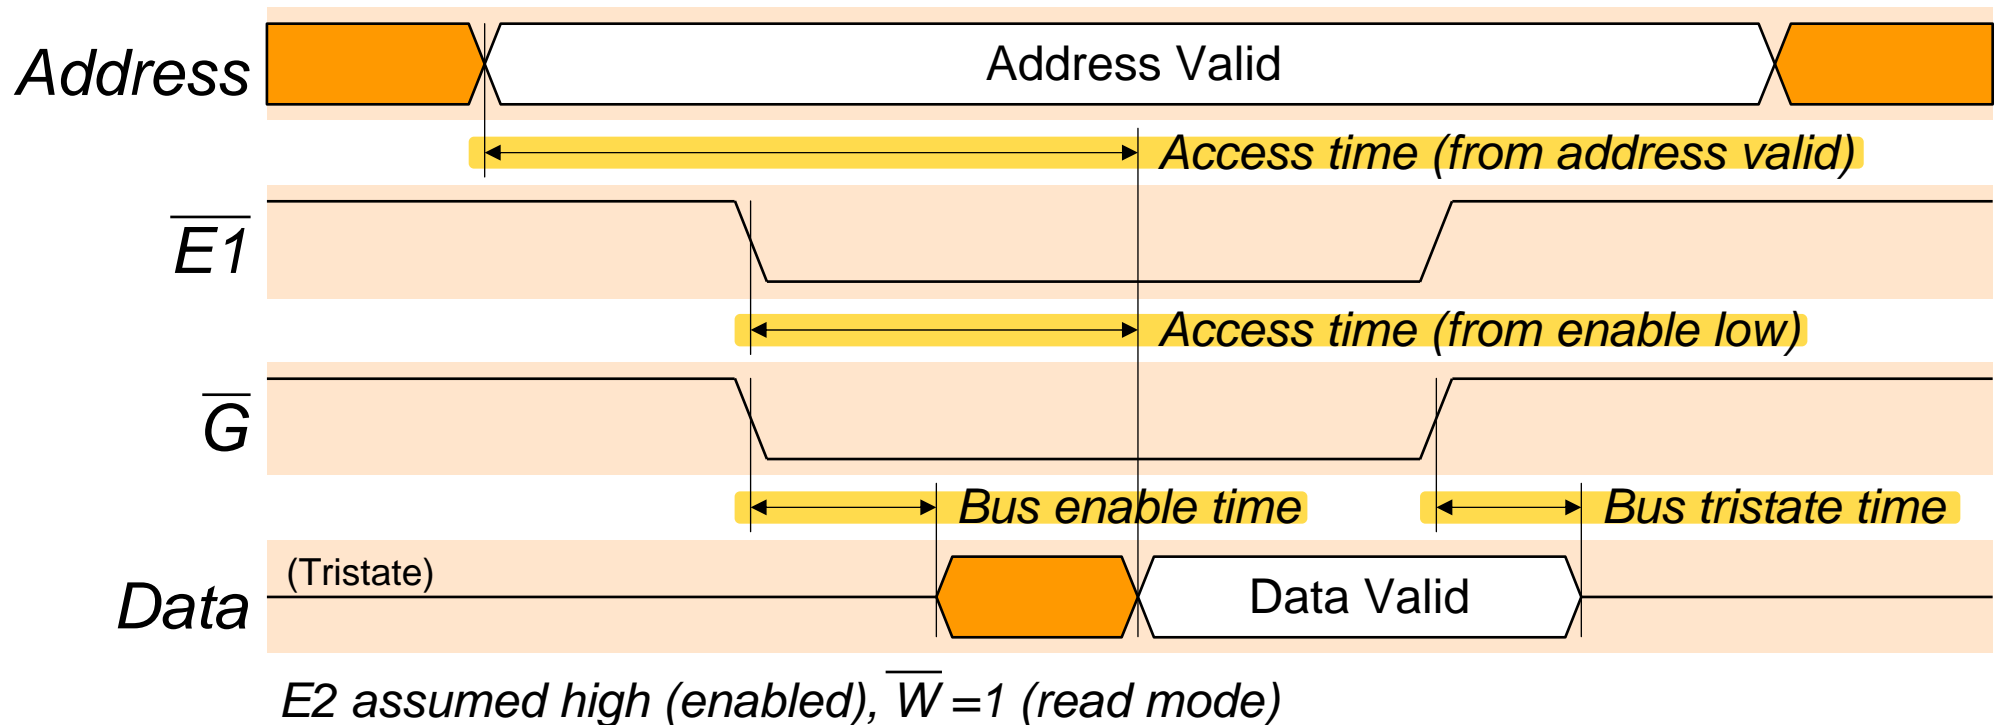 Address
Address Valid
Access time (from address valid)
E1
Access time (from enable low)
G
Bus enable time
Bus tristate time
Data
(Tristate)
Data Valid
E2 assumed high (enabled), W̅ =1 (read mode)